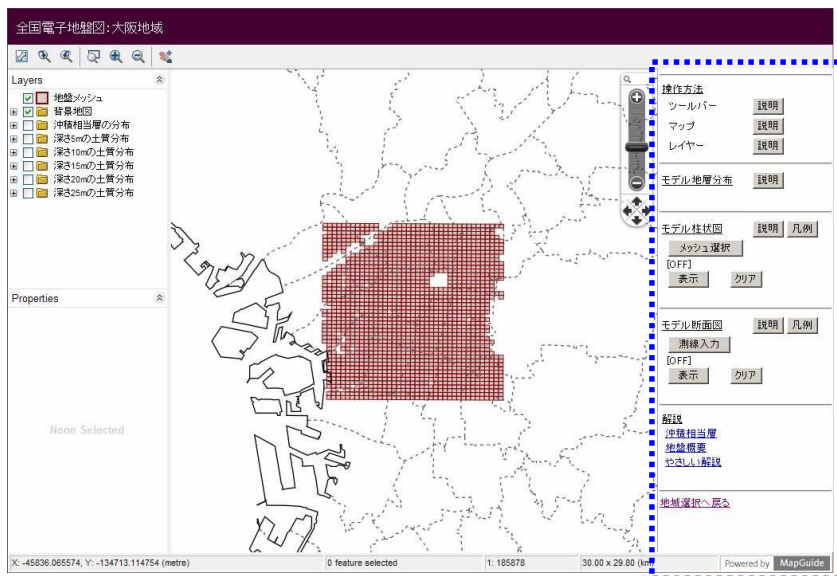 全国電子地盤図:大阪地域
Layers
地盤メッシュ
背景地図
沖積相当層の分布
深さ5mの土質分布
深さ10mの土質分布
深さ15mの土質分布
深さ20mの土質分布
深さ25mの土質分布
Properties
None Selected
操作方法
ツールバー 説明
マップ 説明
レイヤー 説明
モデル地層分布 説明
モデル柱状図 説明 凡例
メッシュ選択
[OFF]
表示 クリア
モデル断面図 説明 凡例
測線入力
[OFF]
表示 クリア
解説
沖積相当層
地盤概要
やさしい解説
地域選択へ戻る
X: -45836.065574, Y: -134713.114754 (metre) 0 feature selected 1: 185878 30.00 x 29.80 (km) Powered by MapGuide